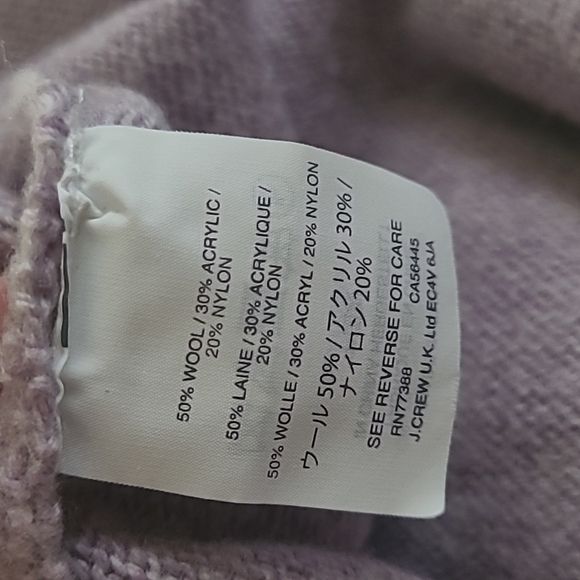 50% WOOL / 30% ACRYLIC /
20% NYLON
50% LAINE / 30% ACRYLIQUE /
20% NYLON
50% WOLLE / 30% ACRYL / 20% NYLON
ウール 50% / アクリル 30% /
ナイロン 20%
SEE REVERSE FOR CARE
RN77388 CA56445
J.CREW U.K. Ltd EC4V 6JA